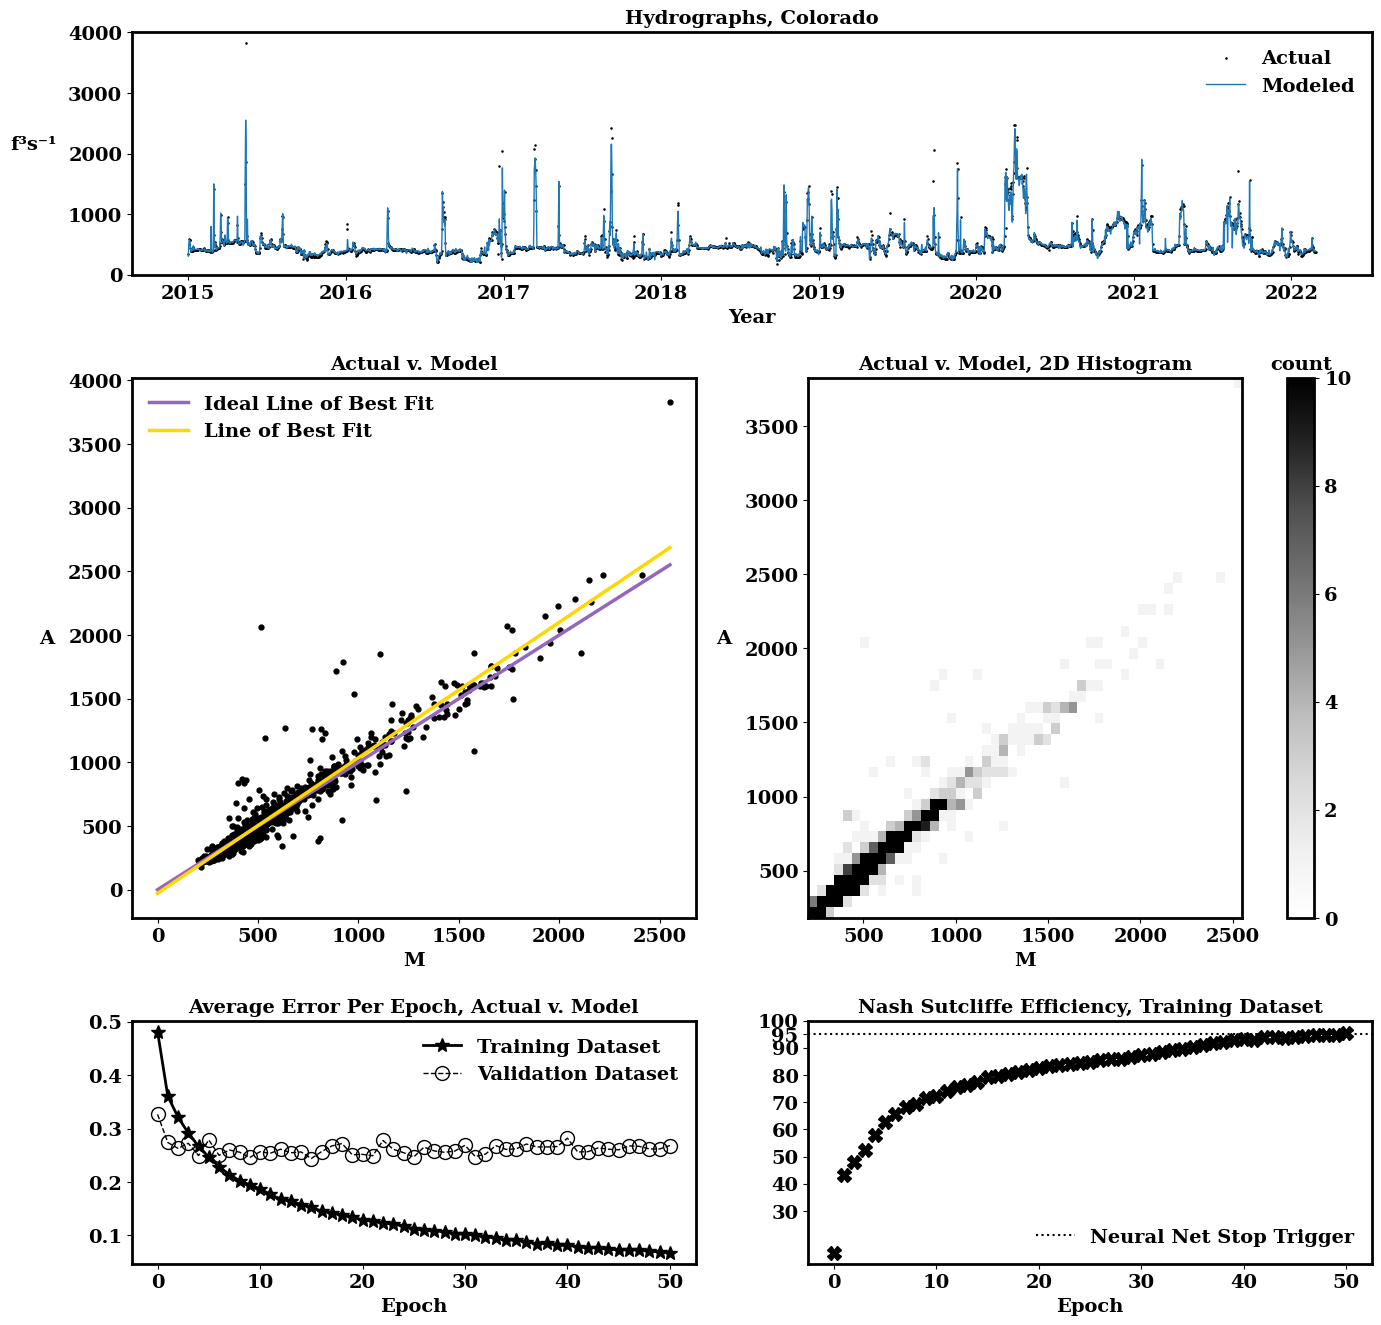 Hydrographs, Colorado
4000
3000
2000
1000
0
f³s⁻¹
Actual
Modeled
2015 2016 2017 2018 2019 2020 2021 2022
Year
Actual v. Model
4000
3500
3000
2500
2000
1500
1000
500
0
A
Ideal Line of Best Fit
Line of Best Fit
0 500 1000 1500 2000 2500
M
Actual v. Model, 2D Histogram
3500
3000
2500
2000
1500
1000
500
A
500 1000 1500 2000 2500
M
count
10
8
6
4
2
0
Average Error Per Epoch, Actual v. Model
0.5
0.4
0.3
0.2
0.1
Training Dataset
Validation Dataset
0 10 20 30 40 50
Epoch
Nash Sutcliffe Efficiency, Training Dataset
100
95
90
80
70
60
50
40
30
Neural Net Stop Trigger
0 10 20 30 40 50
Epoch